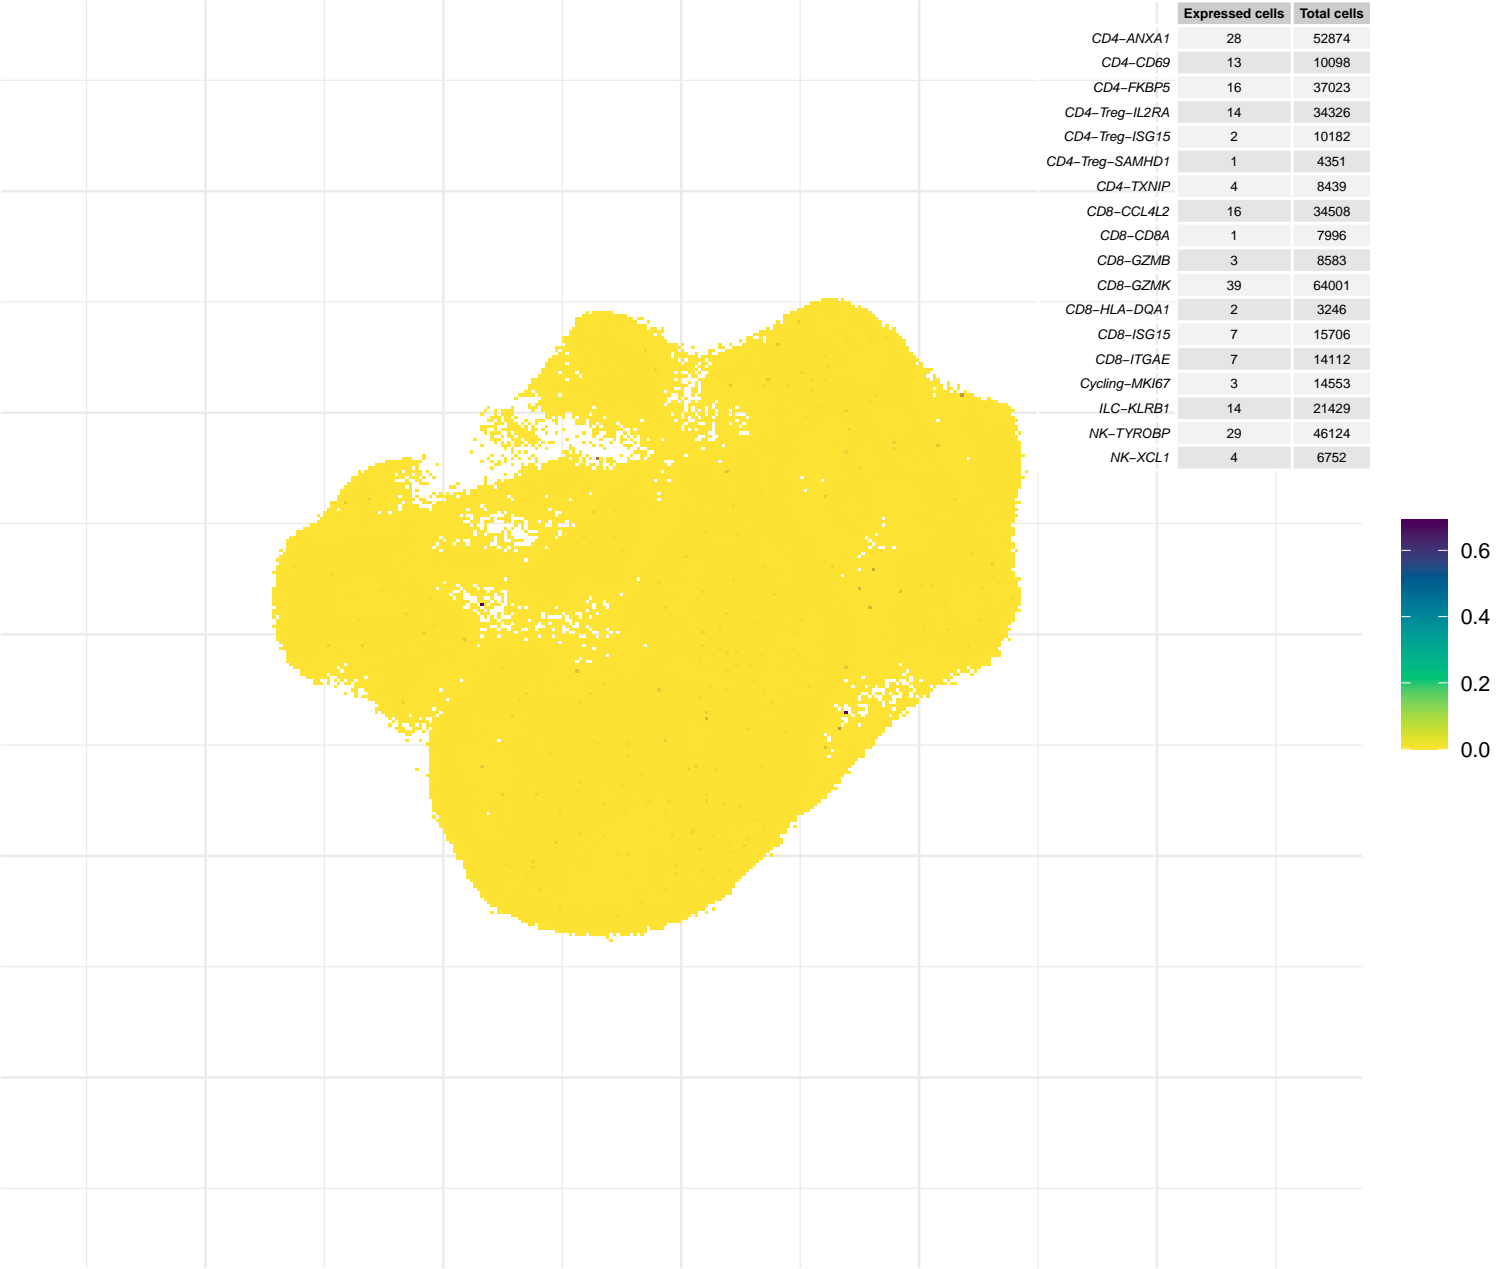 Expressed cells Total cells
CD4−ANXA1 28 52874
CD4−CD69 13 10098
CD4−FKBP5 16 37023
CD4−Treg−IL2RA 14 34326
CD4−Treg−ISG15 2 10182
CD4−Treg−SAMHD1 1 4351
CD4−TXNIP 4 8439
CD8−CCL4L2 16 34508
CD8−CD8A 1 7996
CD8−GZMB 3 8583
CD8−GZMK 39 64001
CD8−HLA−DQA1 2 3246
CD8−ISG15 7 15706
CD8−ITGAE 7 14112
Cycling−MKI67 3 14553
ILC−KLRB1 14 21429
NK−TYROBP 29 46124
NK−XCL1 4 6752
0.6
0.4
0.2
0.0